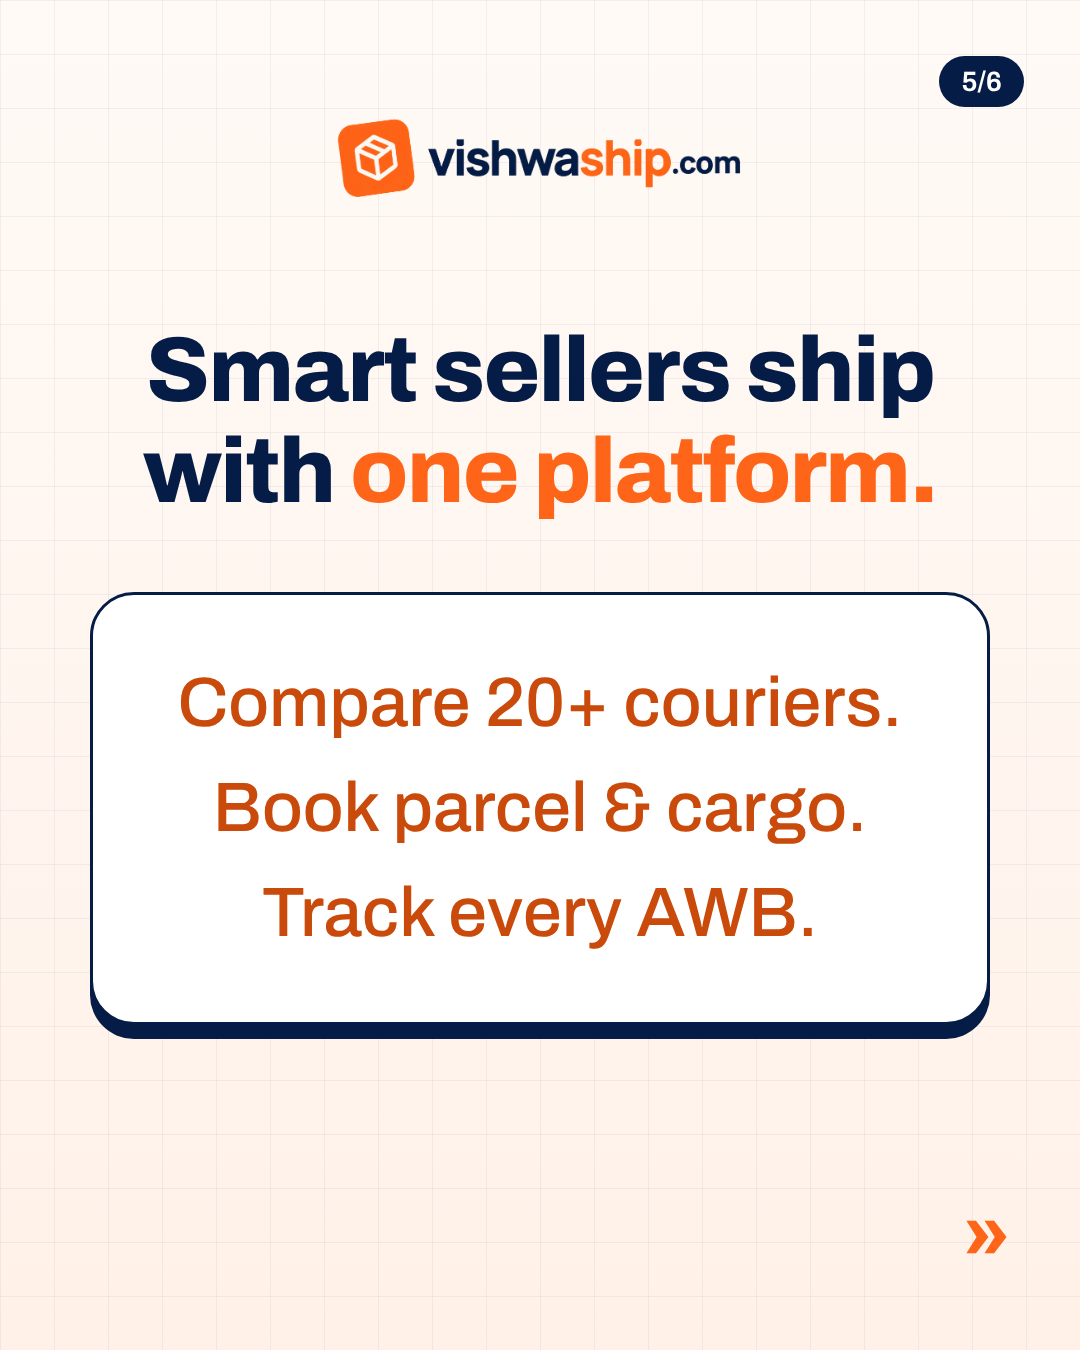 5/6
vishwaship.com
Smart sellers ship
with one platform.
Compare 20+ couriers.
Book parcel & cargo.
Track every AWB.
»